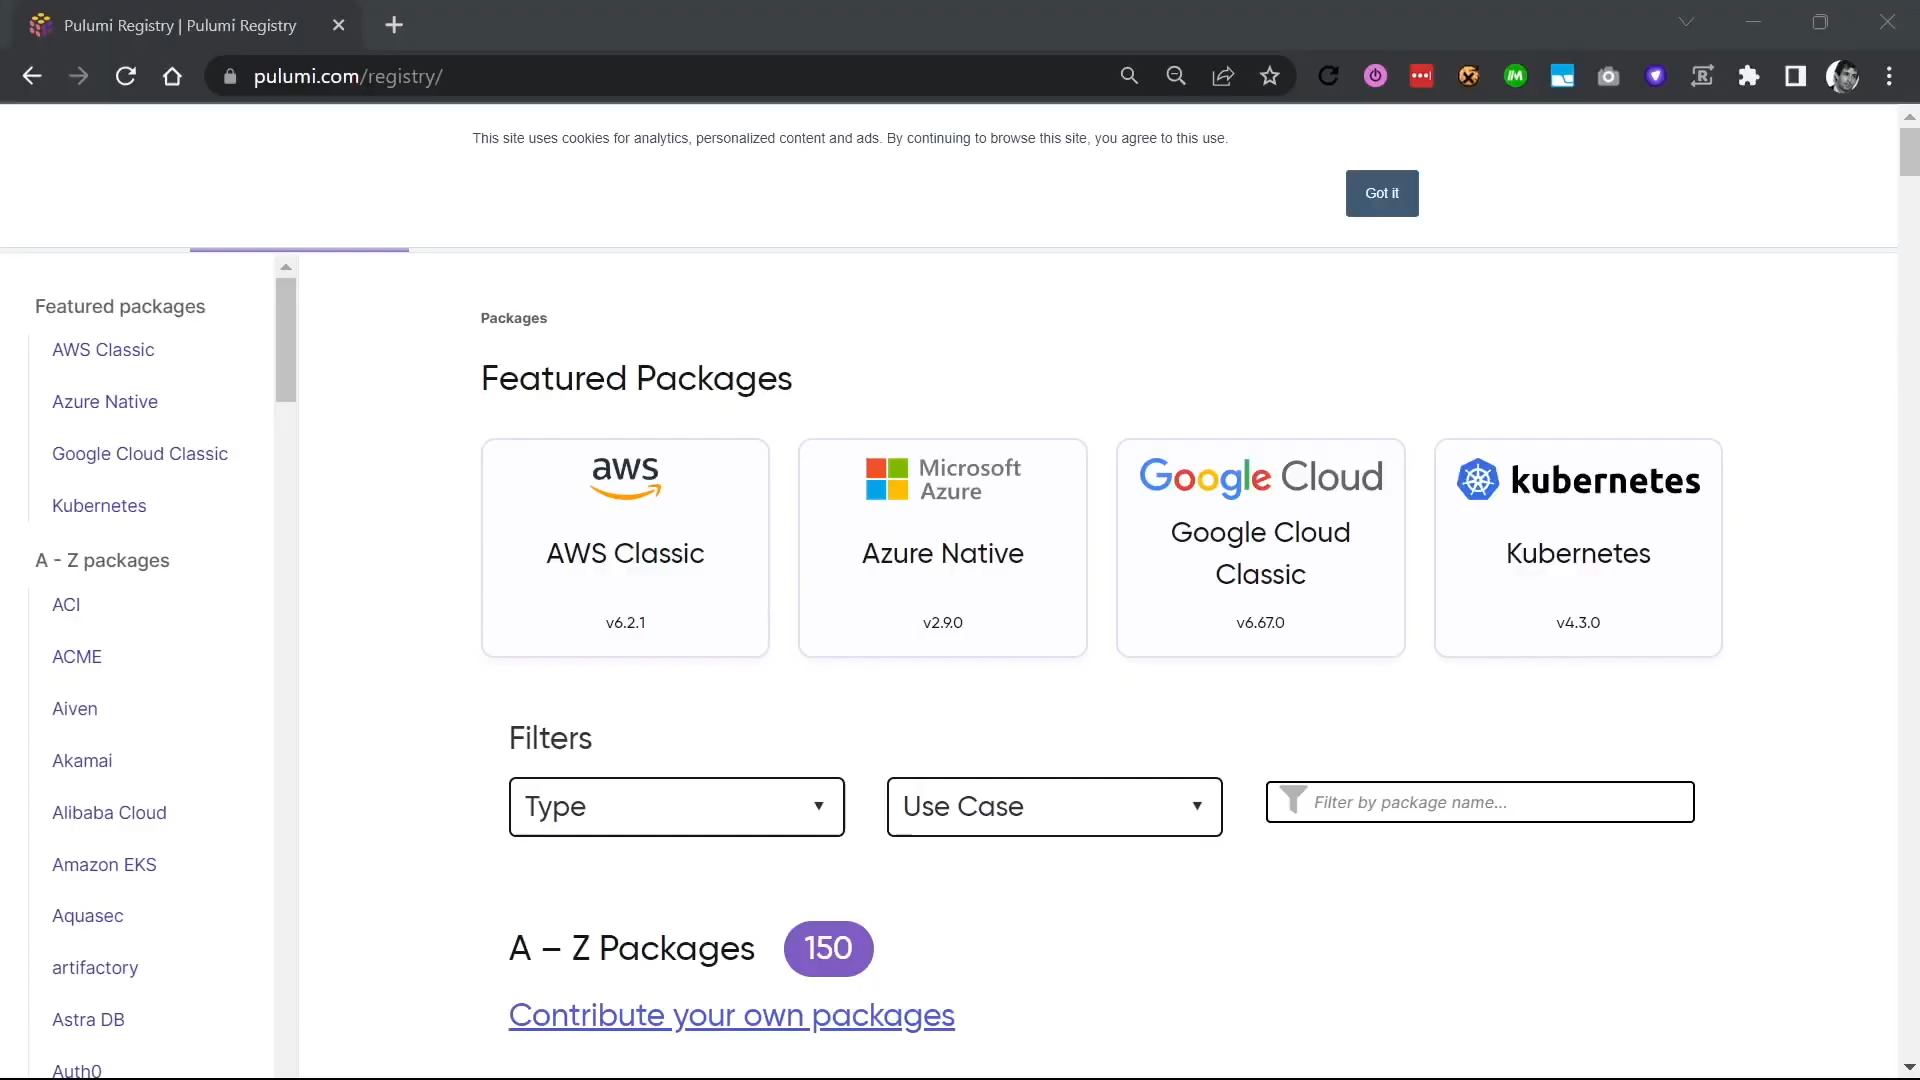 Pulumi Registry | Pulumi Registry
pulumi.com/registry/
This site uses cookies for analytics, personalized content and ads. By continuing to browse this site, you agree to this use.
Got it
Featured packages
AWS Classic
Azure Native
Google Cloud Classic
Kubernetes
A - Z packages
ACI
ACME
Aiven
Akamai
Alibaba Cloud
Amazon EKS
Aquasec
artifactory
Astra DB
Auth0
Packages
Featured Packages
aws
AWS Classic
v6.2.1
Microsoft
Azure
Azure Native
v2.9.0
Google Cloud
Google Cloud
Classic
v6.67.0
kubernetes
Kubernetes
v4.3.0
Filters
Type
Use Case
Filter by package name...
A – Z Packages 150
Contribute your own packages